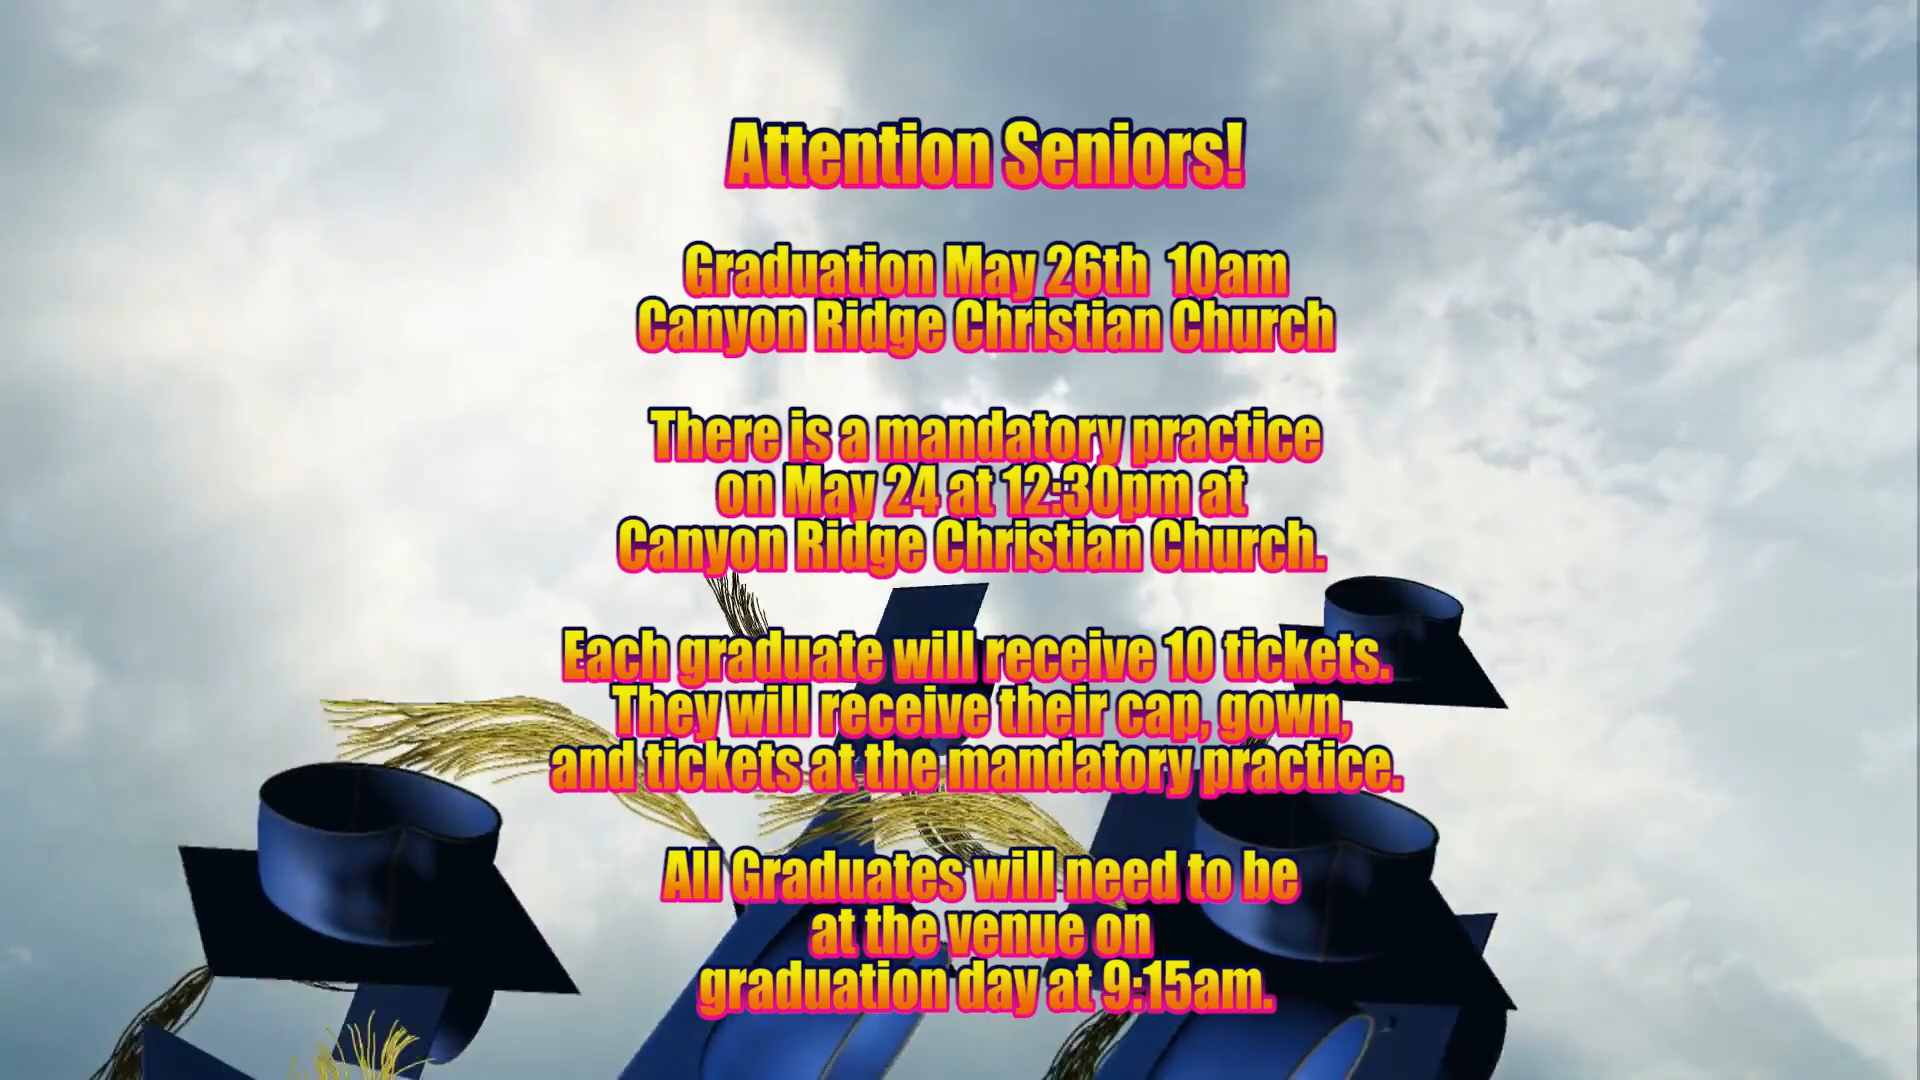 Attention Seniors!
Graduation May 26th  10am
Canyon Ridge Christian Church
There is a mandatory practice
on May 24 at 12:30pm at
Canyon Ridge Christian Church.
Each graduate will receive 10 tickets.
They will receive their cap, gown,
and tickets at the mandatory practice.
All Graduates will need to be
at the venue on
graduation day at 9:15am.